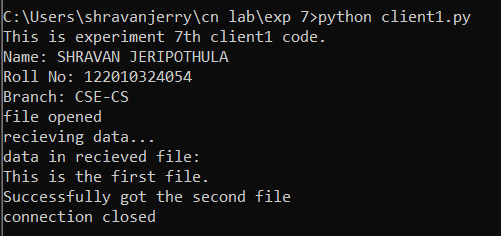 C:\Users\shravanjerry\cn lab\exp 7>python client1.py
This is experiment 7th client1 code.
Name: SHRAVAN JERIPOTHULA
Roll No: 122010324054
Branch: CSE-CS
file opened
recieving data...
data in recieved file:
This is the first file.
Successfully got the second file
connection closed